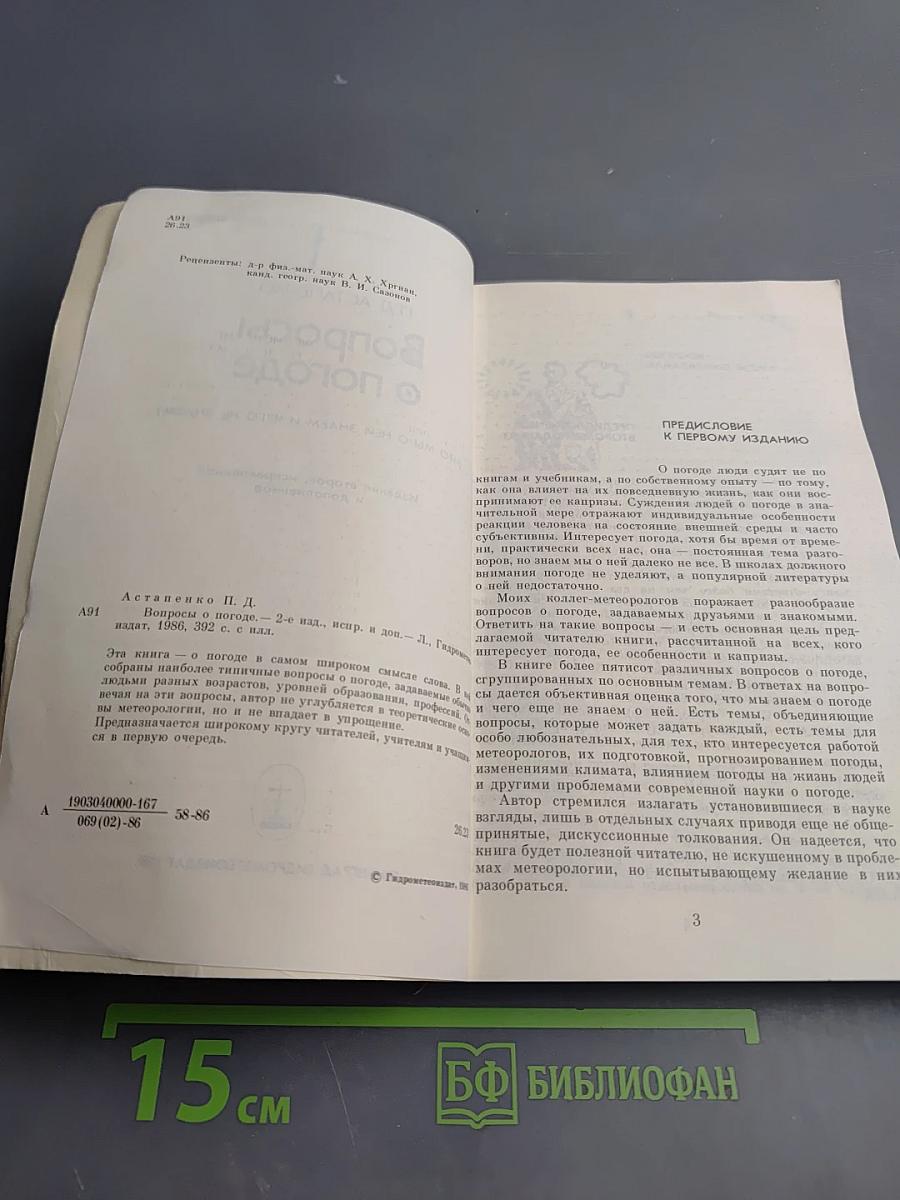 А91
26.23
Рецензенты: д-р физ.-мат. наук А. Х. Хргиан,
канд. геогр. наук В. И. Сазонов
Астапенко П. Д.
А91
Вопросы о погоде. — 2-е изд., испр. и доп. — Л., Гидромете
издат, 1986, 392 с. с илл.
Эта книга — о погоде в самом широком смысле слова. В
собраны наиболее типичные вопросы о погоде, задаваемые
людьми разных возрастов, уровней образования, профессий.
вечая на эти вопросы, автор не углубляется в теоретические
вы метеорологии, но и не впадает в упрощение.
Предназначается широкому кругу читателей, учителям и
ся в первую очередь.
А 1903040000-167 58-86
069(02)-86
26.23
© Гидрометеоиздат,
ПРЕДИСЛОВИЕ
К ПЕРВОМУ ИЗДАНИЮ
О погоде люди судят не по
книгам и учебникам, а по собственному опыту — по тому,
как она влияет на их повседневную жизнь, как они вос-
принимают ее капризы. Суждения людей о погоде в зна-
чительной мере отражают индивидуальные особенности
реакции человека на состояние внешней среды и часто
субъективны. Интересует погода, хотя бы время от време-
ни, практически всех нас, она — постоянная тема разго-
воров, но знаем мы о ней далеко не все. В школах должного
внимания погоде не уделяют, а популярной литературы
о ней недостаточно.
Моих коллег-метеорологов поражает разнообразие
вопросов о погоде, задаваемых друзьями и знакомыми.
Ответить на такие вопросы — и есть основная цель пред-
лагаемой читателю книги, рассчитанной на всех, кого
интересует погода, ее особенности и капризы.
В книге более пятисот различных вопросов о погоде,
сгруппированных по основным темам. В ответах на вопро-
сы дается объективная оценка того, что мы знаем о погоде
и чего еще не знаем о ней. Есть темы, объединяющие
вопросы, которые может задать каждый, есть темы для
особо любознательных, для тех, кто интересуется работой
метеорологов, их подготовкой, прогнозированием погоды,
изменениями климата, влиянием погоды на жизнь людей
и другими проблемами современной науки о погоде.
Автор стремился излагать установившиеся в науке
взгляды, лишь в отдельных случаях приводя еще не обще-
принятые, дискуссионные толкования. Он надеется, что
книга будет полезной читателю, не искушенному в пробле-
мах метеорологии, но испытывающему желание в них
разобраться.
3
15 см
БФ БИБЛИОФАН